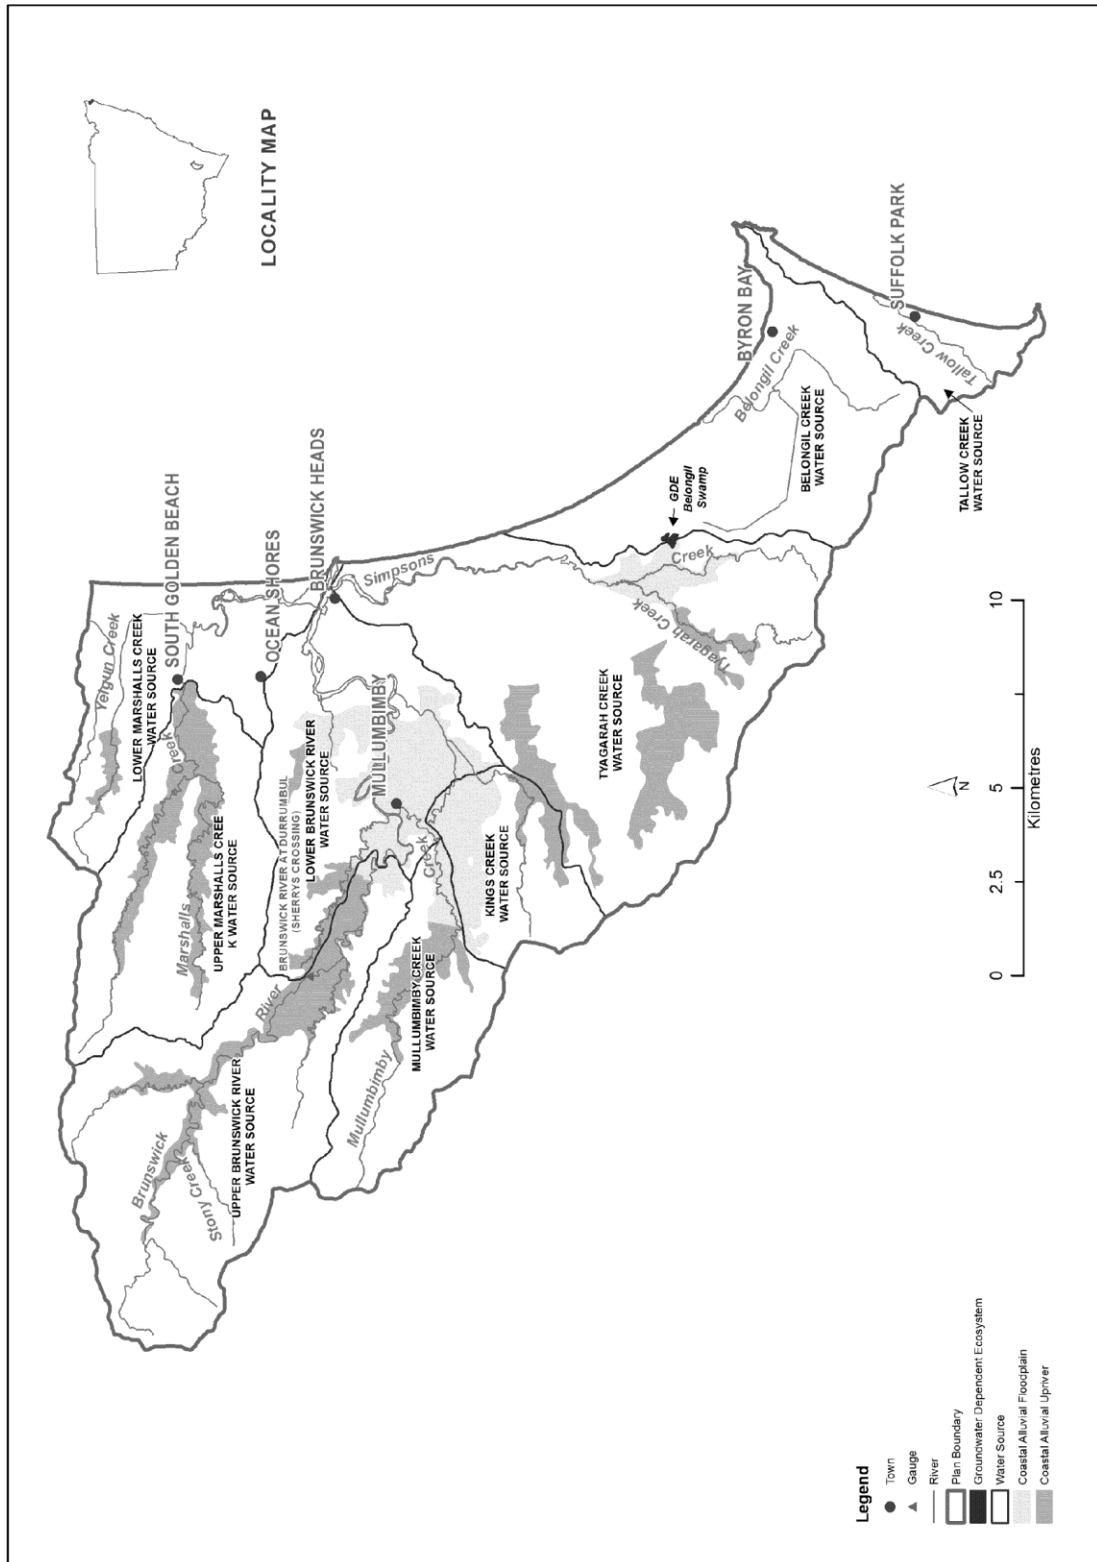 LOCALITY MAP
Yelgun Creek
LOWER MARSHALLS CREEK
WATER SOURCE
SOUTH GOLDEN BEACH
Creek
Marshalls
UPPER MARSHALLS CREE
K WATER SOURCE
OCEAN SHORES
BRUNSWICK HEADS
BRUNSWICK RIVER AT DURRUMBUL
(SHERRYS CROSSING)
LOWER BRUNSWICK RIVER
WATER SOURCE
MULLUMBIMBY
Simpsons
Creek
River
Brunswick
Stony Creek
UPPER BRUNSWICK RIVER
WATER SOURCE
Mullumbimby
Creek
MULLUMBIMBY CREEK
WATER SOURCE
KINGS CREEK
WATER SOURCE
TYAGARAH CREEK
WATER SOURCE
Tyagarah Creek
GDE
Belongil
Swamp
BYRON BAY
Belongil Creek
BELONGIL CREEK
WATER SOURCE
SUFFOLK PARK
Tallow Creek
TALLOW CREEK
WATER SOURCE
N
0 2.5 5 10
Kilometres
Legend
Town
Gauge
River
Plan Boundary
Groundwater Dependent Ecosystem
Water Source
Coastal Alluvial Floodplain
Coastal Alluvial Upriver